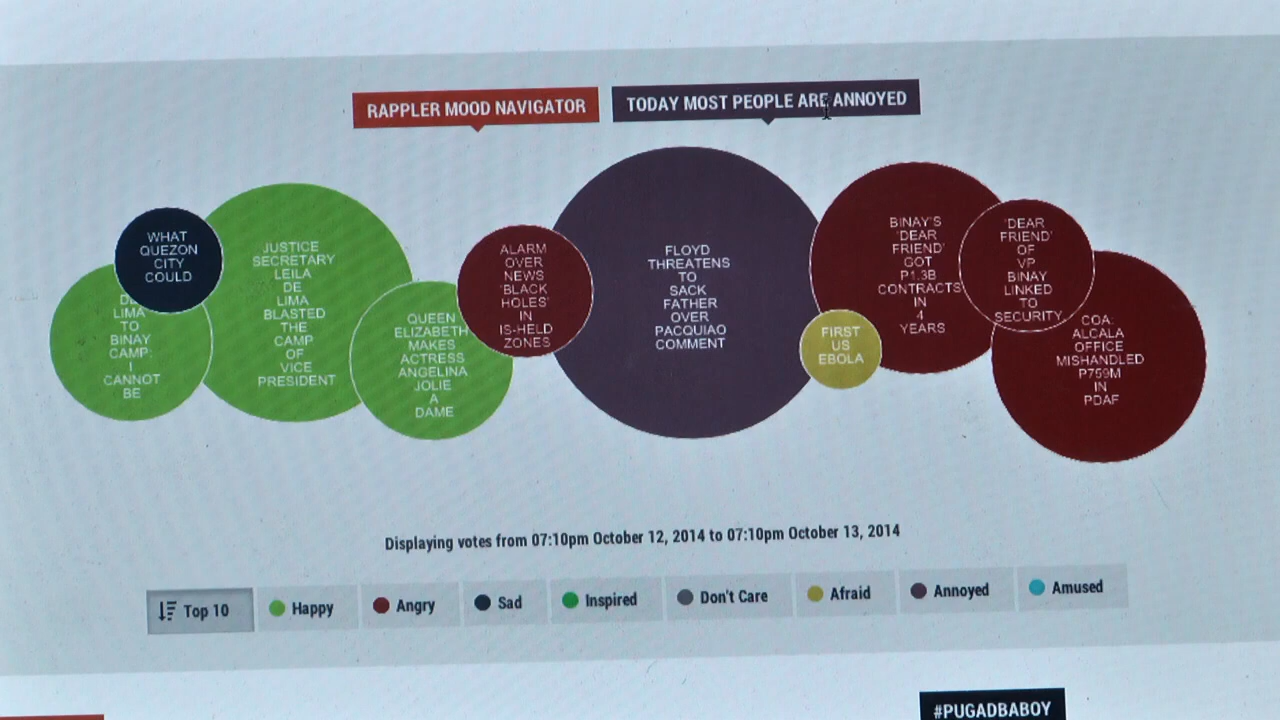 RAPPLER MOOD NAVIGATOR
TODAY MOST PEOPLE ARE ANNOYED
WHAT
QUEZON
CITY
COULD
DE
LIMA
TO
BINAY
CAMP:
I
CANNOT
BE
JUSTICE
SECRETARY
LEILA
DE
LIMA
BLASTED
THE
CAMP
OF
VICE
PRESIDENT
QUEEN
ELIZABETH
MAKES
ACTRESS
ANGELINA
JOLIE
A
DAME
ALARM
OVER
NEWS
'BLACK
HOLES'
IN
IS-HELD
ZONES
FLOYD
THREATENS
TO
SACK
FATHER
OVER
PACQUIAO
COMMENT
FIRST
US
EBOLA
BINAY'S
'DEAR
FRIEND'
GOT
P1.3B
CONTRACTS
IN
4
YEARS
'DEAR
FRIEND'
OF
VP
BINAY
LINKED
TO
SECURITY
COA:
ALCALA
OFFICE
MISHANDLED
P759M
IN
PDAF
Displaying votes from 07:10pm October 12, 2014 to 07:10pm October 13, 2014
Top 10
Happy
Angry
Sad
Inspired
Don't Care
Afraid
Annoyed
Amused
#PUGADBABOY